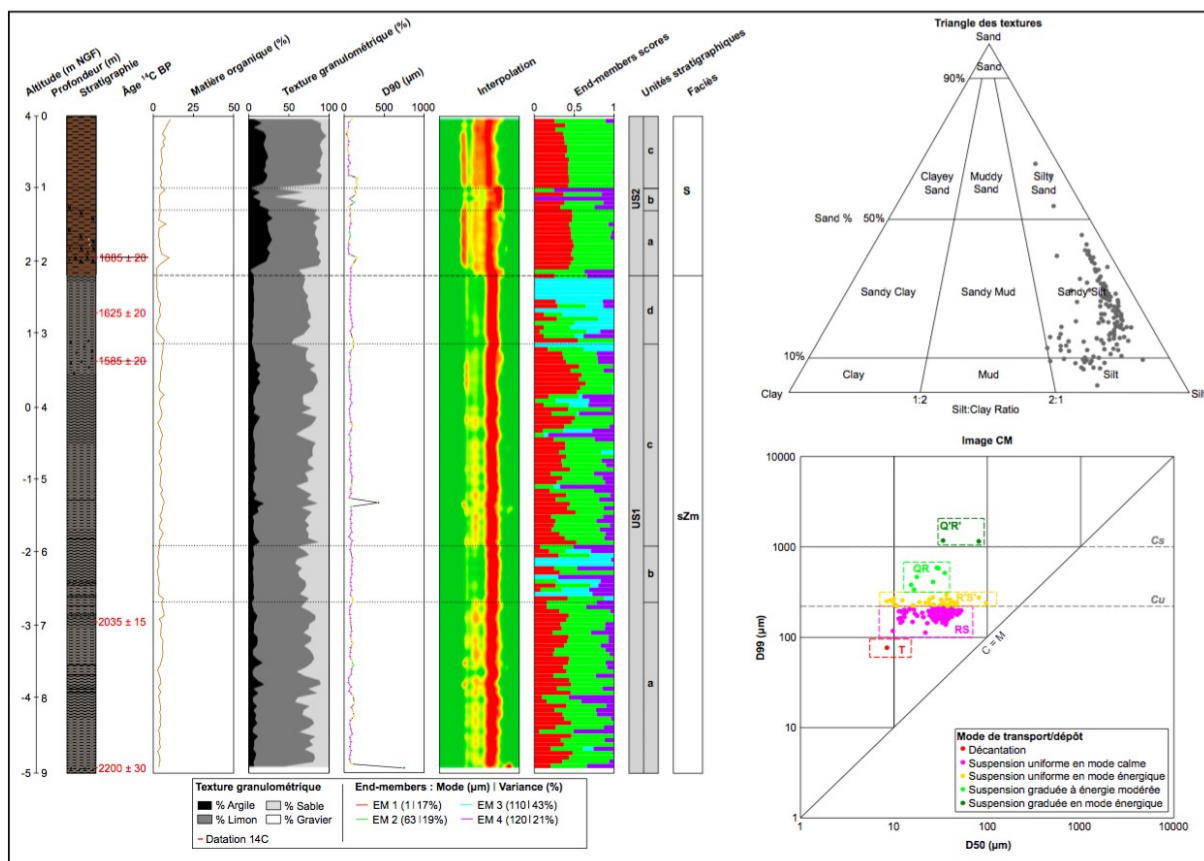 Altitude (m NGF)
Profondeur (m)
Stratigraphie
Âge ¹⁴C BP
Matière organique (%)
Texture granulométrique (%)
D90 (µm)
Interpolation
End-members scores
Unités stratigraphiques
Faciès
0 50
0 50 100
0 500 1000
0 0,5 1
4 0
3 1
2 2
1 3
0 4
-1 5
-2 6
-3 7
-4 8
-5 9
1885 ± 20
1625 ± 20
1585 ± 20
2035 ± 15
2200 ± 30
US2
c
b
a
S
US1
d
c
b
a
sZm
Texture granulométrique
% Argile
% Sable
% Limon
% Gravier
Datation 14C
End-members : Mode (µm) | Variance (%)
EM 1 (1 | 17%)
EM 3 (110 | 43%)
EM 2 (63 | 19%)
EM 4 (120 | 21%)
Triangle des textures
Sand
90%
Sand
Clayey Sand
Muddy Sand
Silty Sand
Sand %
50%
Sandy Clay
Sandy Mud
Sandy Silt
10%
Clay
Clay
Mud
Silt
Silt
1:2
2:1
Silt:Clay Ratio
Image CM
10000
1000
100
10
1
D99 (µm)
Q'R'
QR
R'S'
RS
T
Cs
Cu
C = M
Mode de transport/dépôt
Décantation
Suspension uniforme en mode calme
Suspension uniforme en mode énergique
Suspension graduée à énergie modérée
Suspension graduée en mode énergique
1 10 100 1000 10000
D50 (µm)